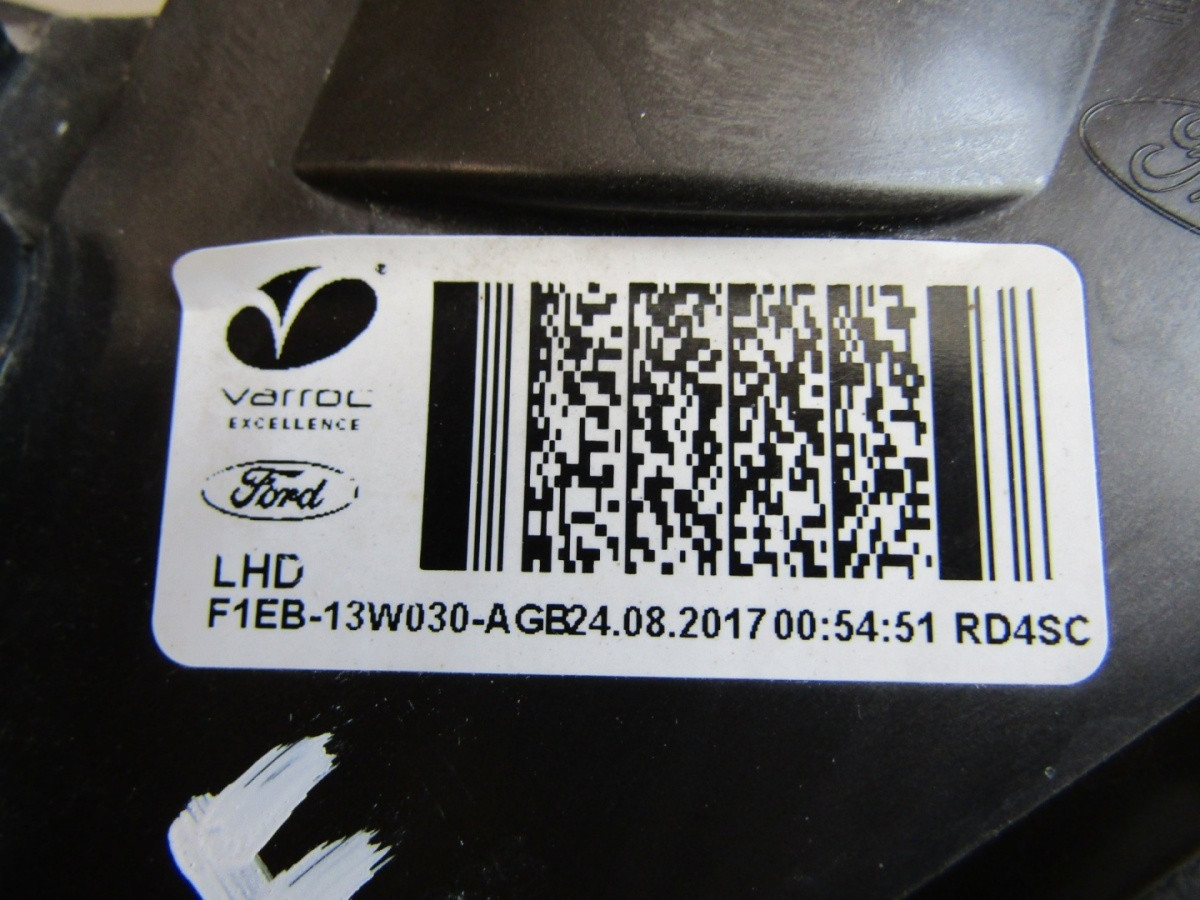 varroc
EXCELLENCE
Ford
LHD
F1EB-13W030-AGB24.08.2017 00:54:51 RD4SC